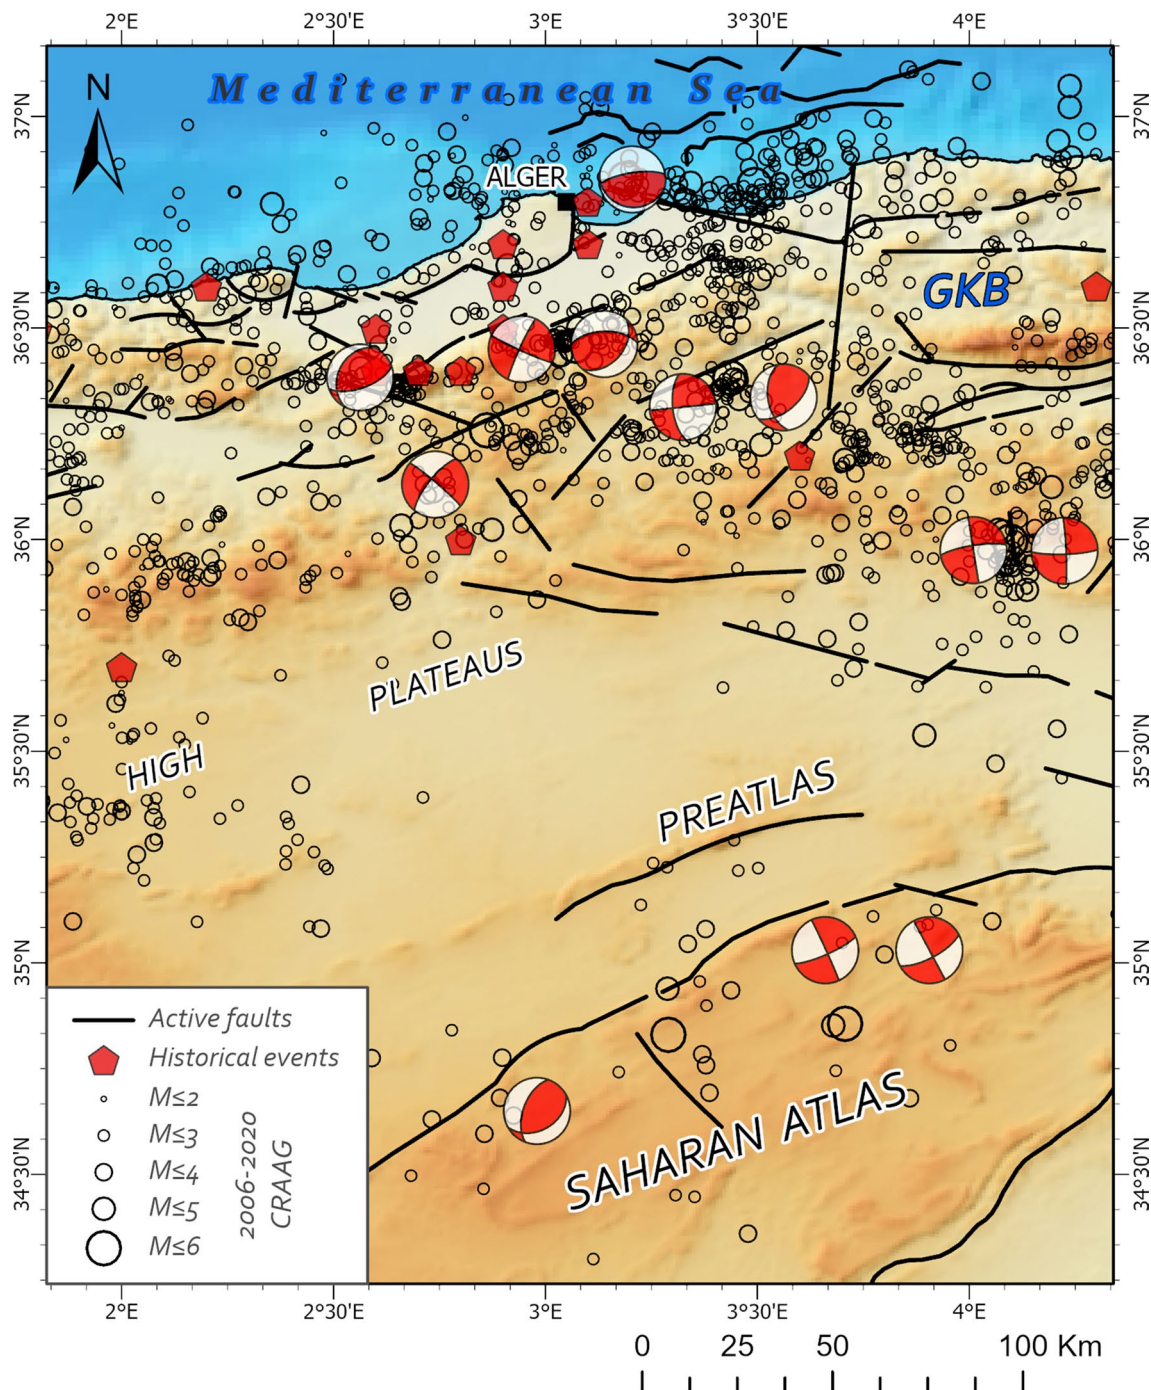 2°E 2°30'E 3°E 3°30'E 4°E
Mediterranean Sea
N
37°N 37°N
ALGER
GKB
36°30'N 36°30'N
36°N 36°N
PLATEAUS
35°30'N 35°30'N
HIGH
PREATLAS
35°N 35°N
Active faults
Historical events
M≤2
M≤3
M≤4
M≤5
M≤6
2006-2020
CRAAG
SAHARAN ATLAS
34°30'N 34°30'N
2°E 2°30'E 3°E 3°30'E 4°E
0 25 50 100 Km